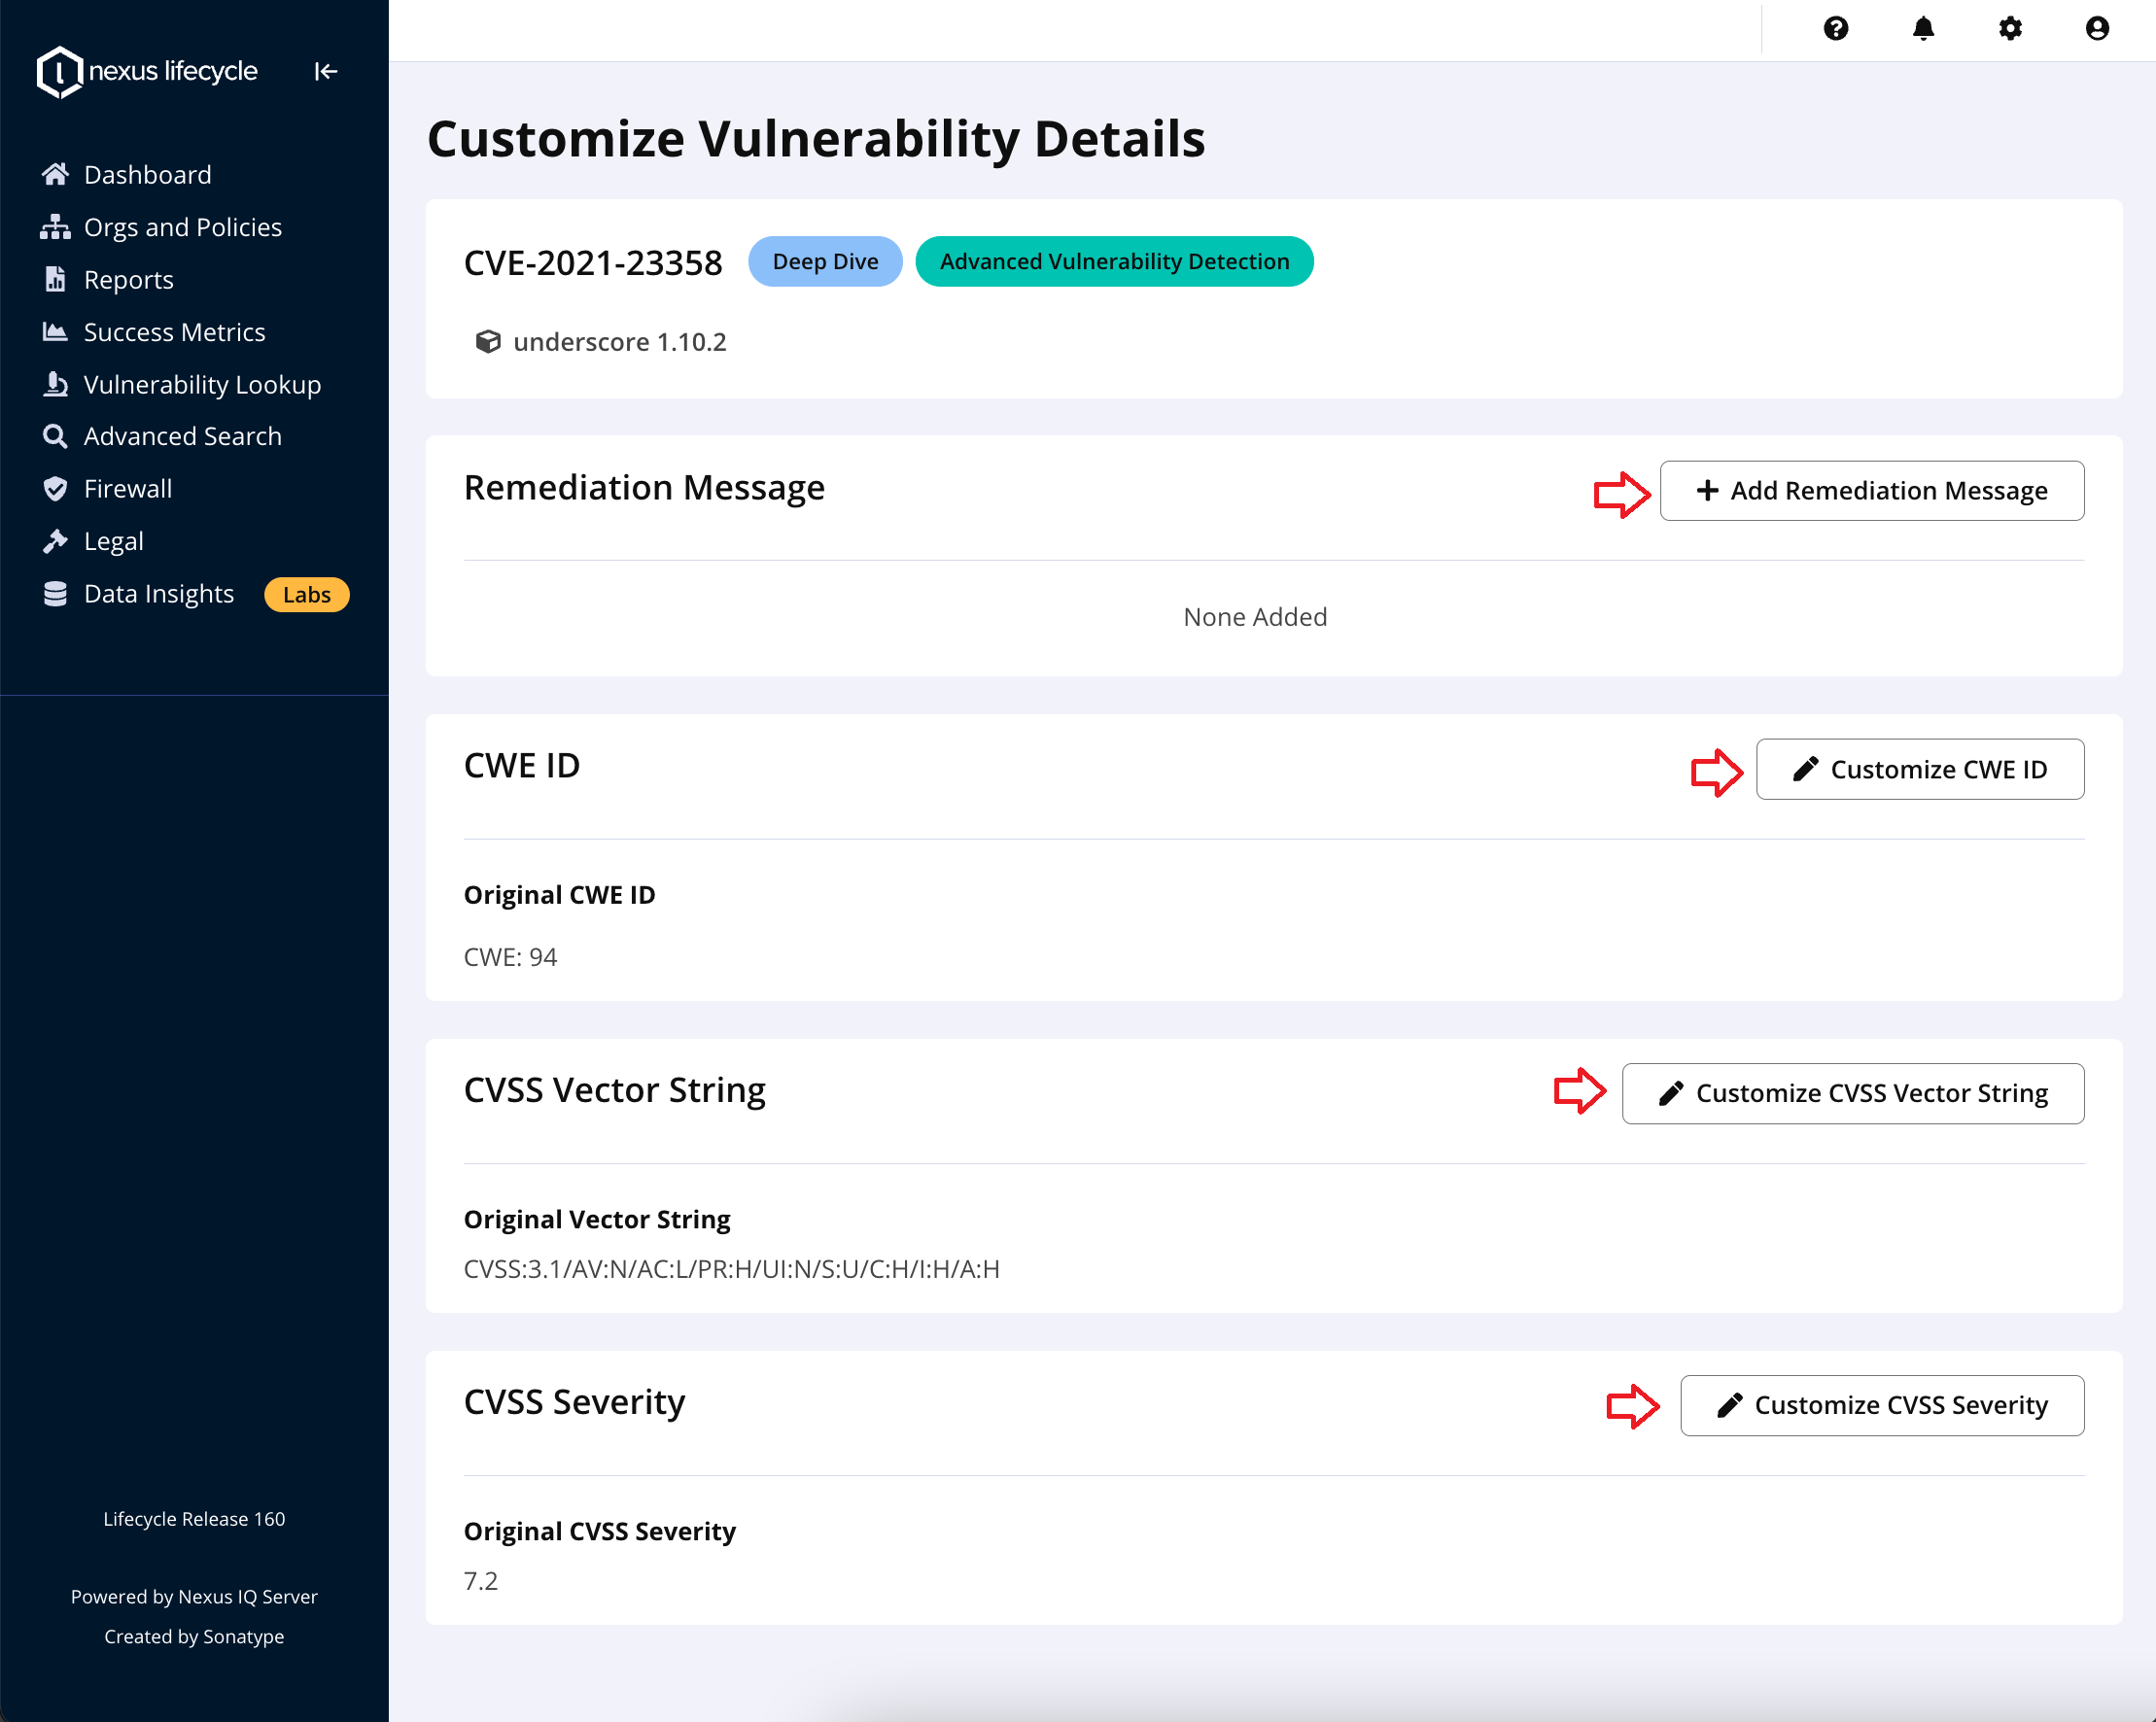 nexus lifecycle
Dashboard
Orgs and Policies
Reports
Success Metrics
Vulnerability Lookup
Advanced Search
Firewall
Legal
Data Insights Labs
Lifecycle Release 160
Powered by Nexus IQ Server
Created by Sonatype
Customize Vulnerability Details
CVE-2021-23358 Deep Dive Advanced Vulnerability Detection
underscore 1.10.2
Remediation Message
Add Remediation Message
None Added
CWE ID
Customize CWE ID
Original CWE ID
CWE: 94
CVSS Vector String
Customize CVSS Vector String
Original Vector String
CVSS:3.1/AV:N/AC:L/PR:H/UI:N/S:U/C:H/I:H/A:H
CVSS Severity
Customize CVSS Severity
Original CVSS Severity
7.2